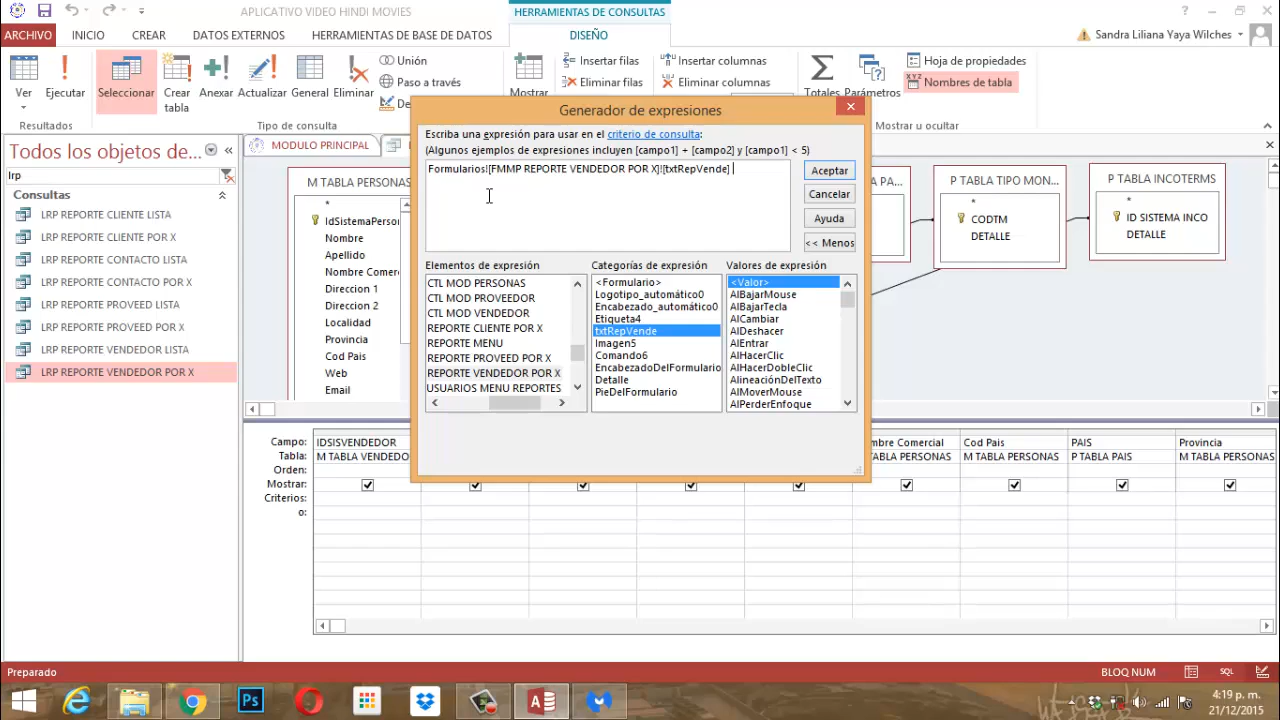 APLICATIVO VIDEO HINDI MOVIES
HERRAMIENTAS DE CONSULTAS
ARCHIVO
INICIO
CREAR
DATOS EXTERNOS
HERRAMIENTAS DE BASE DE DATOS
DISEÑO
Sandra Liliana Yaya Wilches
Ver
Ejecutar
Seleccionar
Crear
tabla
Anexar
Actualizar
General
Eliminar
Unión
Paso a través
De
Mostrar
Insertar filas
Eliminar filas
Insertar columnas
Eliminar columnas
Totales
Parámetros
Hoja de propiedades
Nombres de tabla
Resultados
Tipo de consulta
Mostrar u ocultar
Todos los objetos de...
lrp
Consultas
LRP REPORTE CLIENTE LISTA
LRP REPORTE CLIENTE POR X
LRP REPORTE CONTACTO LISTA
LRP REPORTE CONTACTO POR X
LRP REPORTE PROVEED LISTA
LRP REPORTE PROVEED POR X
LRP REPORTE VENDEDOR LISTA
LRP REPORTE VENDEDOR POR X
MODULO PRINCIPAL
M TABLA PERSONAS
*
IdSistemaPerson
Nombre
Apellido
Nombre Comer
Direccion 1
Direccion 2
Localidad
Provincia
Cod Pais
Web
Email
A PA...
P TABLA TIPO MON...
*
CODTM
DETALLE
P TABLA INCOTERMS
*
ID SISTEMA INCO
DETALLE
Generador de expresiones
Escriba una expresión para usar en el criterio de consulta:
(Algunos ejemplos de expresiones incluyen [campo1] + [campo2] y [campo1] < 5)
Formularios![FMMP REPORTE VENDEDOR POR X]![txtRepVende]
Aceptar
Cancelar
Ayuda
<< Menos
Elementos de expresión
CTL MOD PERSONAS
CTL MOD PROVEEDOR
CTL MOD VENDEDOR
REPORTE CLIENTE POR X
REPORTE MENU
REPORTE PROVEED POR X
REPORTE VENDEDOR POR X
USUARIOS MENU REPORTES
Categorías de expresión
<Formulario>
Logotipo_automático0
Encabezado_automático0
Etiqueta4
txtRepVende
Imagen5
Comando6
EncabezadoDelFormulario
Detalle
PieDelFormulario
Valores de expresión
<Valor>
AlBajarMouse
AlBajarTecla
AlCambiar
AlDeshacer
AlEntrar
AlHacerClic
AlHacerDobleClic
AlineaciónDelTexto
AlMoverMouse
AlPerderEnfoque
Campo: IDSISVENDEDOR mbre Comercial Cod Pais PAIS Provincia
Tabla: M TABLA VENDEDO TABLA PERSONAS M TABLA PERSONAS P TABLA PAIS M TABLA PERSONAS
Orden:
Mostrar:
Criterios:
o:
Preparado
BLOQ NUM
SQL
4:19 p. m.
21/12/2015